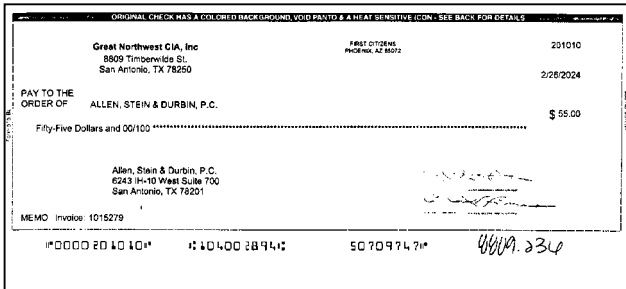 ORIGINAL CHECK HAS A COLORED BACKGROUND, VOID PANTO & A HEAT SENSITIVE ICON - SEE BACK FOR DETAILS
Great Northwest CIA, Inc
8809 Timberwilde St.
San Antonio, TX 78250
FIRST CITIZENS
PHOENIX, AZ 85072
201010
2/26/2024
PAY TO THE
ORDER OF ALLEN, STEIN & DURBIN, P.C.
$ 55.00
Fifty-Five Dollars and 00/100
Allen, Stein & Durbin, P.C.
6243 IH-10 West Suite 700
San Antonio, TX 78201
MEMO Invoice: 1015279
⑈0000201010⑈ ⑆104002894⑆ 50709747⑈